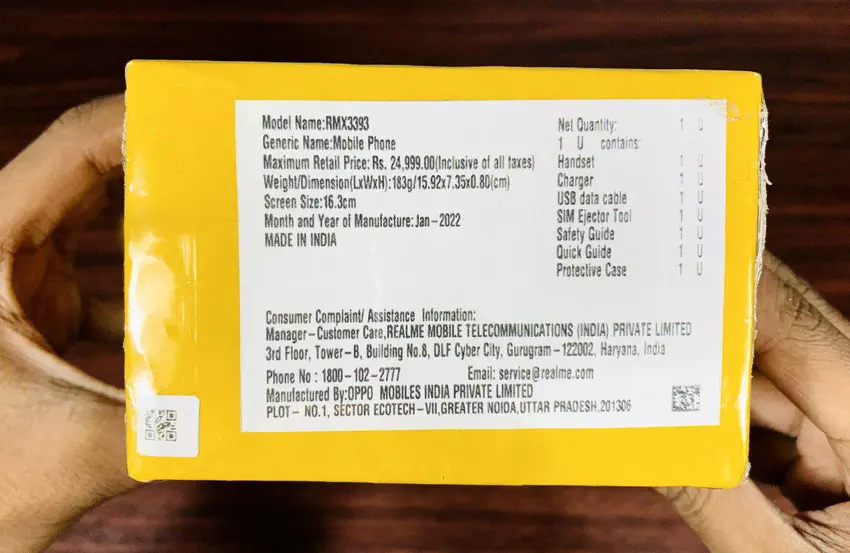 Model Name:RMX3393
Generic Name:Mobile Phone
Maximum Retail Price: Rs. 24,999.00(Inclusive of all taxes)
Weight/Dimension(LxWxH):183g/15.92x7.35x0.80(cm)
Screen Size:16.3cm
Month and Year of Manufacture:Jan-2022
MADE IN INDIA
Net Quantity: 1 U
1 U contains:
Handset 1 U
Charger 1 U
USB data cable 1 U
SIM Ejector Tool 1 U
Safety Guide 1 U
Quick Guide 1 U
Protective Case 1 U
Consumer Complaint/ Assistance Information:
Manager-Customer Care,REALME MOBILE TELECOMMUNICATIONS (INDIA) PRIVATE LIMITED
3rd Floor, Tower-B, Building No.8, DLF Cyber City, Gurugram-122002, Haryana, India
Phone No : 1800-102-2777 Email: service@realme.com
Manufactured By:OPPO MOBILES INDIA PRIVATE LIMITED
PLOT- NO.1, SECTOR ECOTECH-VII,GREATER NOIDA,UTTAR PRADESH,201306